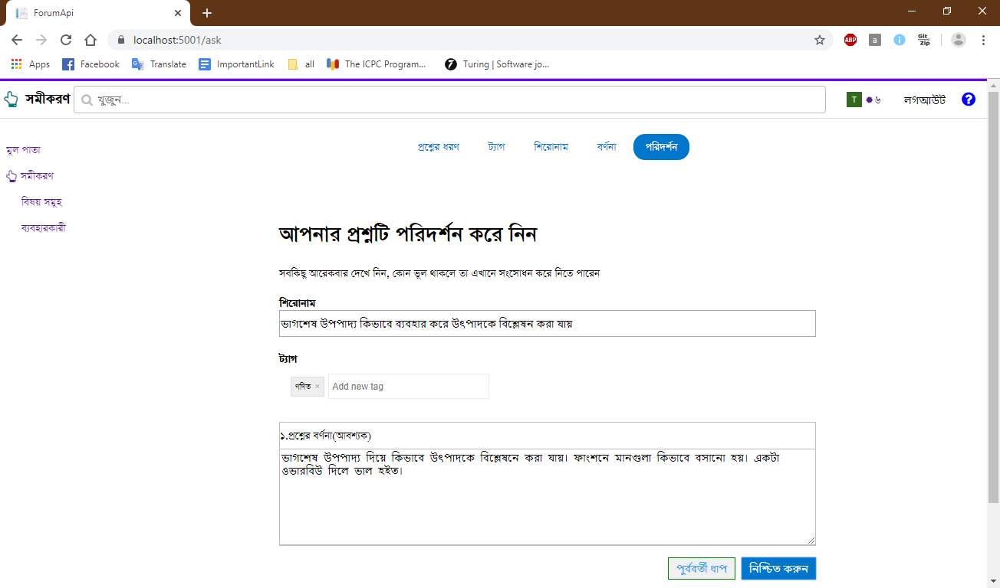 ForumApi
localhost:5001/ask
ABP
a
Git
zip
Apps
Facebook
Translate
ImportantLink
all
The ICPC Program...
Turing | Software jo...
সমীকরণ
খুজুন...
T
৬
লগআউট
?
প্রশ্নের ধরণ
ট্যাগ
শিরোনাম
বর্ণনা
পরিদর্শন
মুল পাতা
সমীকরণ
বিষয় সমুহ
ব্যবহারকারী
আপনার প্রশ্নটি পরিদর্শন করে নিন
সবকিছু আরেকবার দেখে নিন, কোন ভুল থাকলে তা এখানে সংসোধন করে নিতে পারেন
শিরোনাম
ভাগশেষ উপপাদ্য কিভাবে ব্যবহার করে উৎপাদকে বিশ্লেষন করা যায়
ট্যাগ
গণিত ×
Add new tag
১.প্রশ্নের বর্ণনা(আবশ্যক)
ভাগশেষ উপপাদ্য দিয়ে কিভাবে উৎপাদকে বিশ্লেষনে করা যায়। ফাংশনে মানগুলা কিভাবে বসানো হয়। একটা
ওভারবিউ দিলে ভাল হইত।
পুর্ববর্তী ধাপ
নিশ্চিত করুন